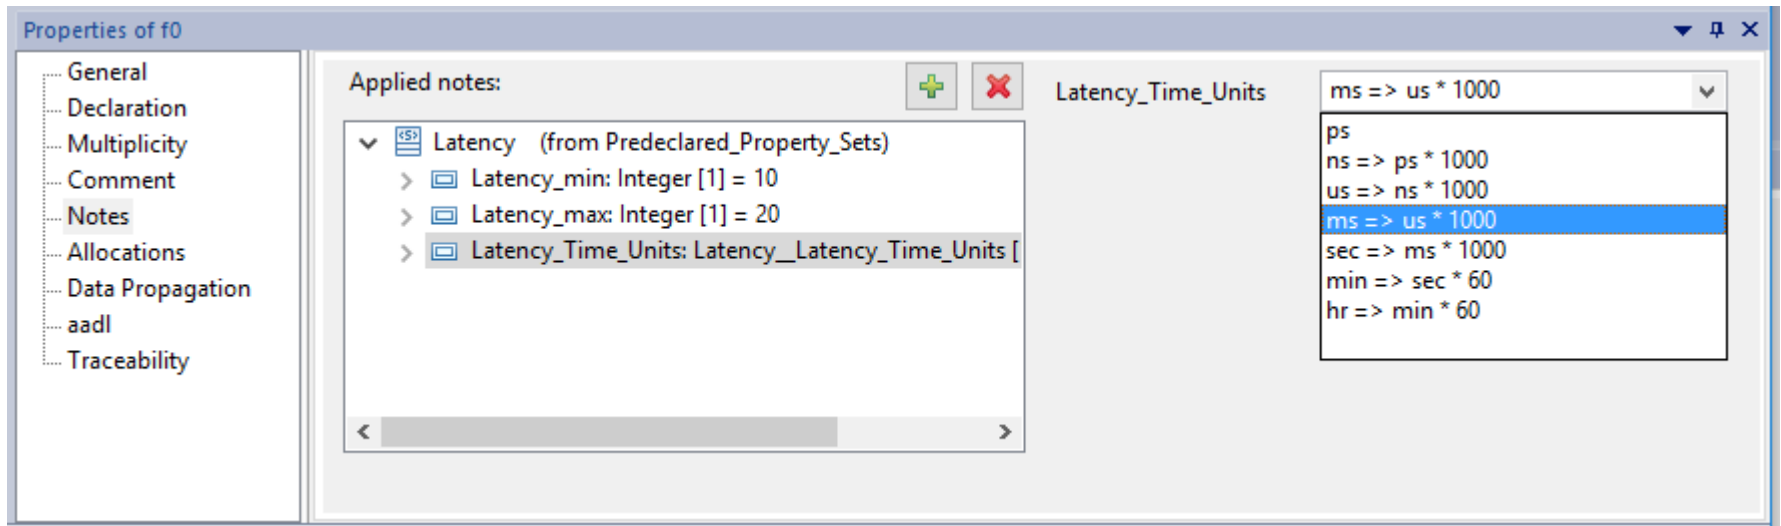 Properties of f0
General
Declaration
Multiplicity
Comment
Notes
Allocations
Data Propagation
aadl
Traceability
Applied notes:
Latency (from Predeclared_Property_Sets)
Latency_min: Integer [1] = 10
Latency_max: Integer [1] = 20
Latency_Time_Units: Latency__Latency_Time_Units [
Latency_Time_Units
ms => us * 1000
ps
ns => ps * 1000
us => ns * 1000
ms => us * 1000
sec => ms * 1000
min => sec * 60
hr => min * 60